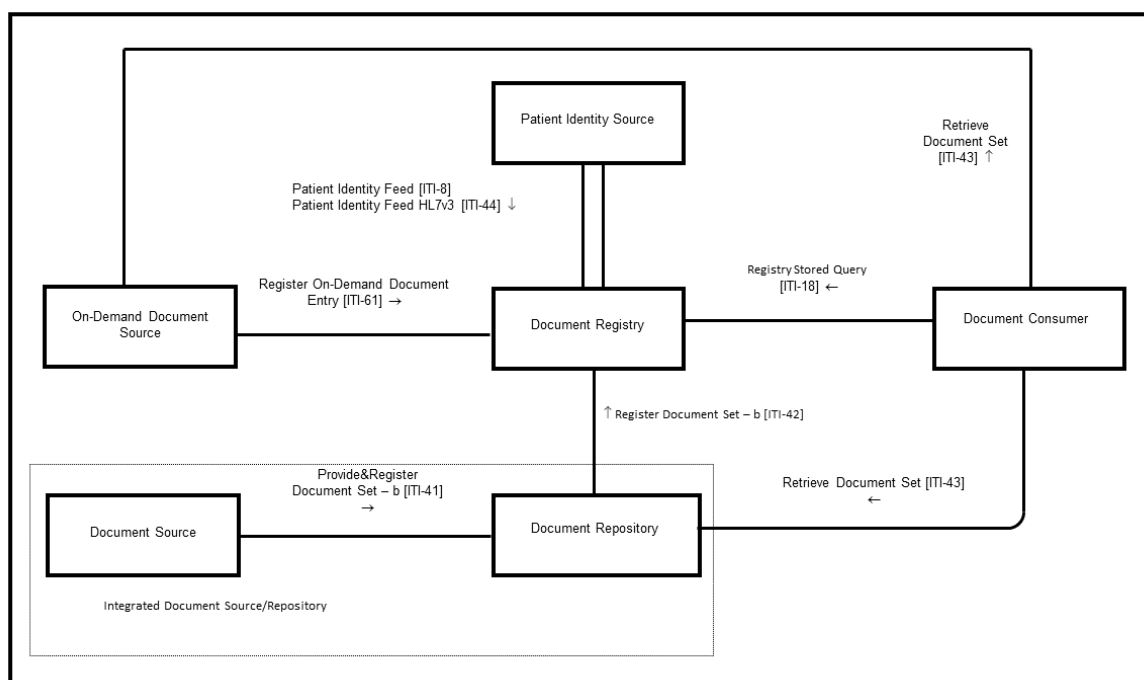 Patient Identity Source
Retrieve
Document Set
[ITI-43] ↑
Patient Identity Feed [ITI-8]
Patient Identity Feed HL7v3 [ITI-44] ↓
Register On-Demand Document
Entry [ITI-61] →
Registry Stored Query
[ITI-18] ←
On-Demand Document
Source
Document Registry
Document Consumer
↑ Register Document Set – b [ITI-42]
Provide&Register
Document Set – b [ITI-41]
→
Retrieve Document Set [ITI-43]
←
Document Source
Document Repository
Integrated Document Source/Repository